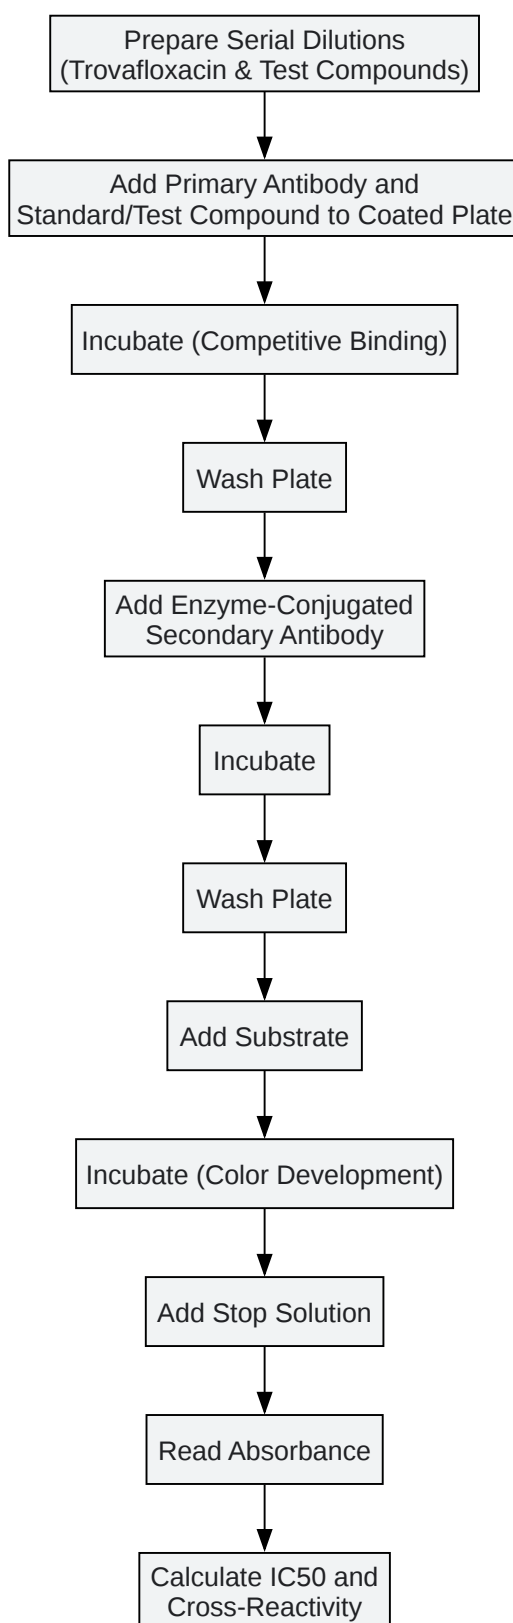 Prepare Serial Dilutions
(Trovafloxacin & Test Compounds)
Add Primary Antibody and
Standard/Test Compound to Coated Plate
Incubate (Competitive Binding)
Wash Plate
Add Enzyme-Conjugated
Secondary Antibody
Incubate
Wash Plate
Add Substrate
Incubate (Color Development)
Add Stop Solution
Read Absorbance
Calculate IC50 and
Cross-Reactivity